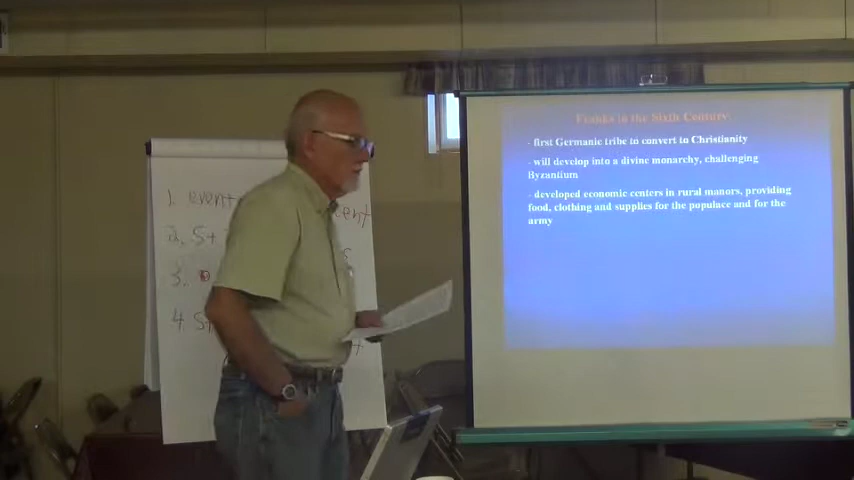 Franks in the Sixth Century
- first Germanic tribe to convert to Christianity
- will develop into a divine monarchy, challenging
Byzantium
- developed economic centers in rural manors, providing
food, clothing and supplies for the populace and for the
army
1. event
2. St
3.
4. St